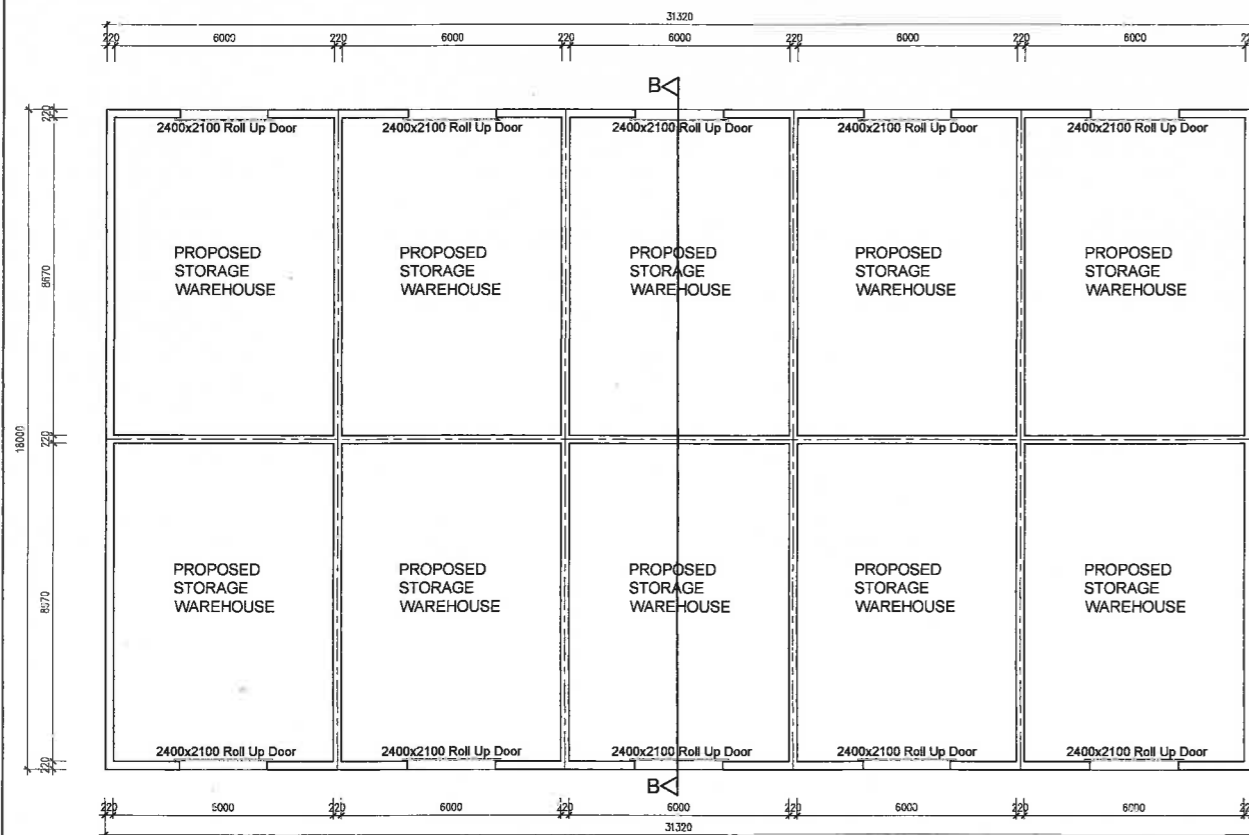 31320
220 6000 220 6000 220 6000 220 6000 220 6000
B
2400x2100 Roll Up Door 2400x2100 Roll Up Door 2400x2100 Roll Up Door 2400x2100 Roll Up Door 2400x2100 Roll Up Door
220
PROPOSED PROPOSED PROPOSED PROPOSED PROPOSED
STORAGE STORAGE STORAGE STORAGE STORAGE
WAREHOUSE WAREHOUSE WAREHOUSE WAREHOUSE WAREHOUSE
8670
18000
220
PROPOSED PROPOSED PROPOSED PROPOSED PROPOSED
STORAGE STORAGE STORAGE STORAGE STORAGE
WAREHOUSE WAREHOUSE WAREHOUSE WAREHOUSE WAREHOUSE
2400x2100 Roll Up Door 2400x2100 Roll Up Door 2400x2100 Roll Up Door 2400x2100 Roll Up Door 2400x2100 Roll Up Door
220
B
220 6000 220 6000 220 6000 220 6000 220 6000
31320